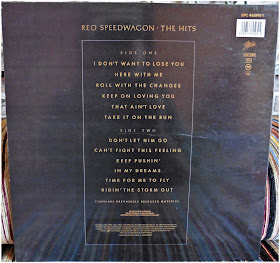 REO SPEEDWAGON · THE HITS
SIDE ONE
I DON'T WANT TO LOSE YOU
HERE WITH ME
ROLL WITH THE CHANGES
KEEP ON LOVING YOU
THAT AIN'T LOVE
TAKE IT ON THE RUN
SIDE TWO
DON'T LET HIM GO
CAN'T FIGHT THIS FEELING
KEEP PUSHIN'
IN MY DREAMS
TIME FOR ME TO FLY
RIDIN' THE STORM OUT
CONTAINS PREVIOUSLY RELEASED MATERIAL